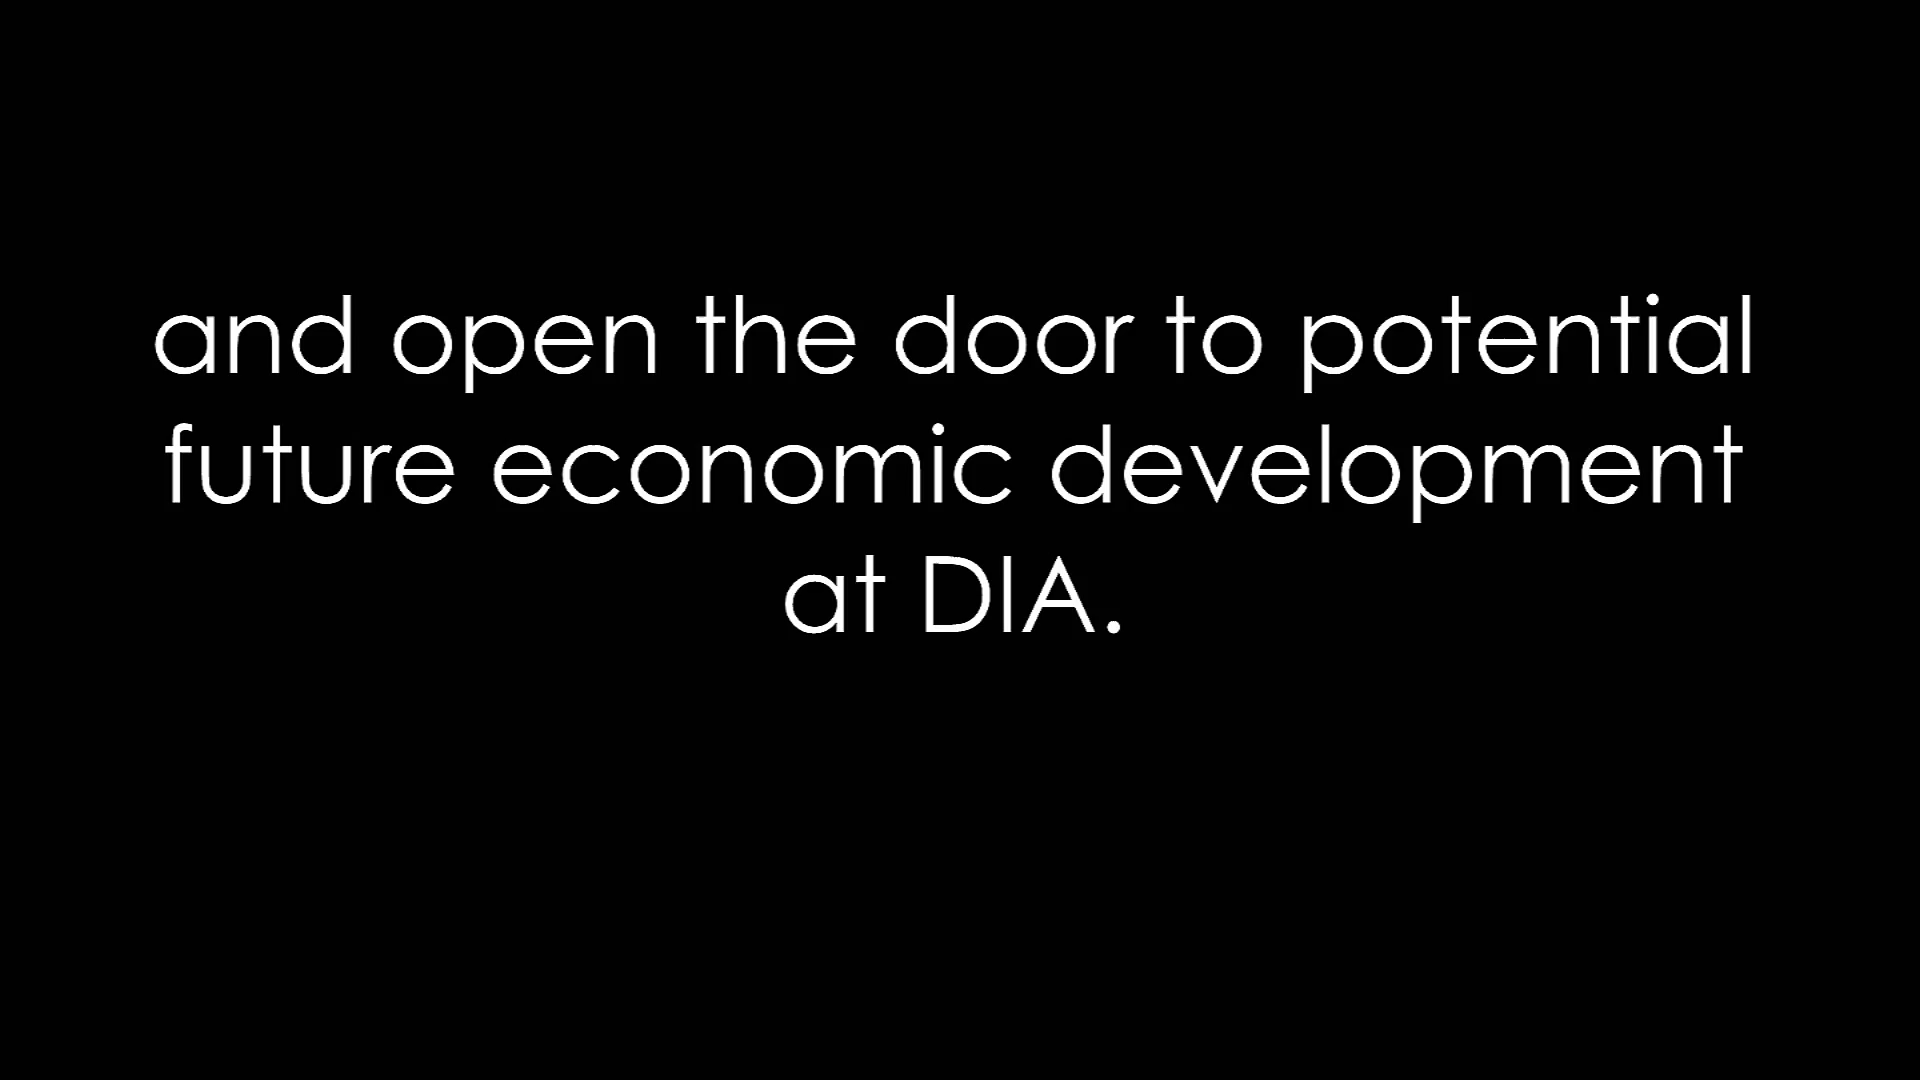 and open the door to potential
future economic development
at DIA.